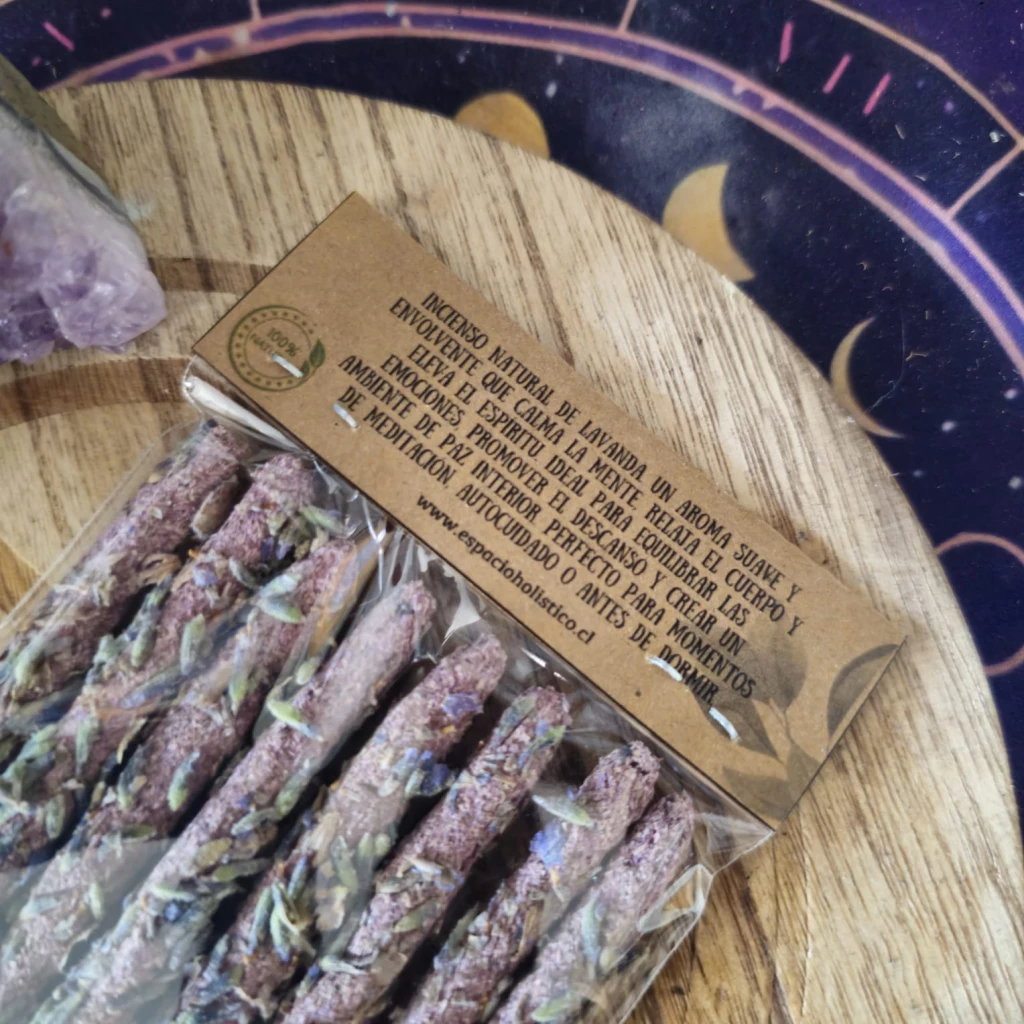 100%
NATURAL
INCIENSO NATURAL DE LAVANDA UN AROMA SUAVE Y
ENVOLVENTE QUE CALMA LA MENTE, RELAJA EL CUERPO Y
ELEVA EL ESPIRITU IDEAL PARA EQUILIBRAR LAS
EMOCIONES, PROMOVER EL DESCANSO Y CREAR UN
AMBIENTE DE PAZ INTERIOR PERFECTO PARA MOMENTOS
DE MEDITACIÓN AUTOCUIDADO O ANTES DE DORMIR
www.espacioholistico.cl